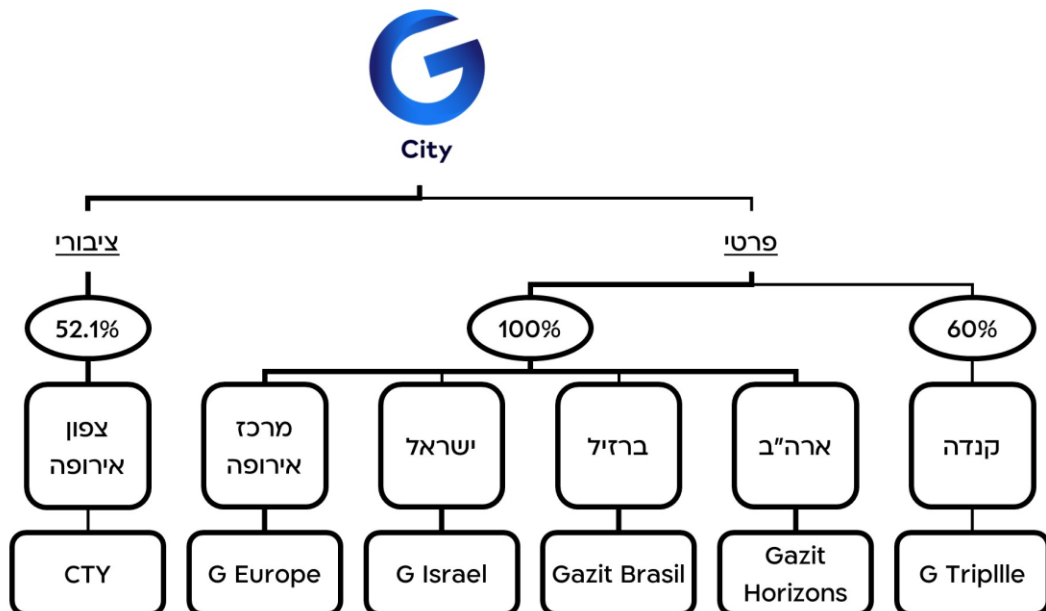 City
ציבורי
פרטי
52.1%
100%
60%
צפון
אירופה
מרכז
אירופה
ישראל
ברזיל
ארה"ב
קנדה
CTY
G Europe
G Israel
Gazit Brasil
Gazit
Horizons
G Tripllle